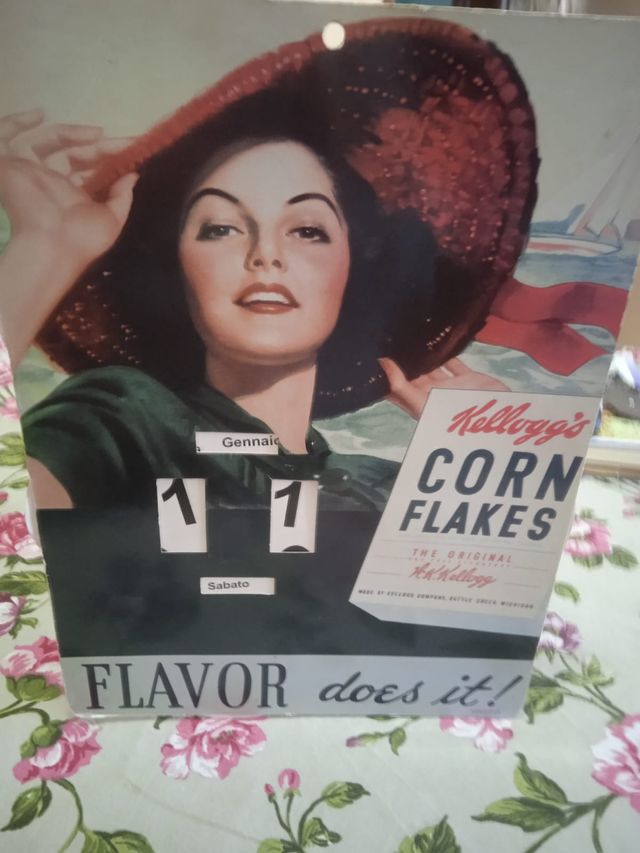 Gennaio
1 1
Sabato
Kellogg's
CORN
FLAKES
THE ORIGINAL
W.K. Kellogg
MADE BY KELLOGG COMPANY, BATTLE CREEK, MICHIGAN
FLAVOR does it!